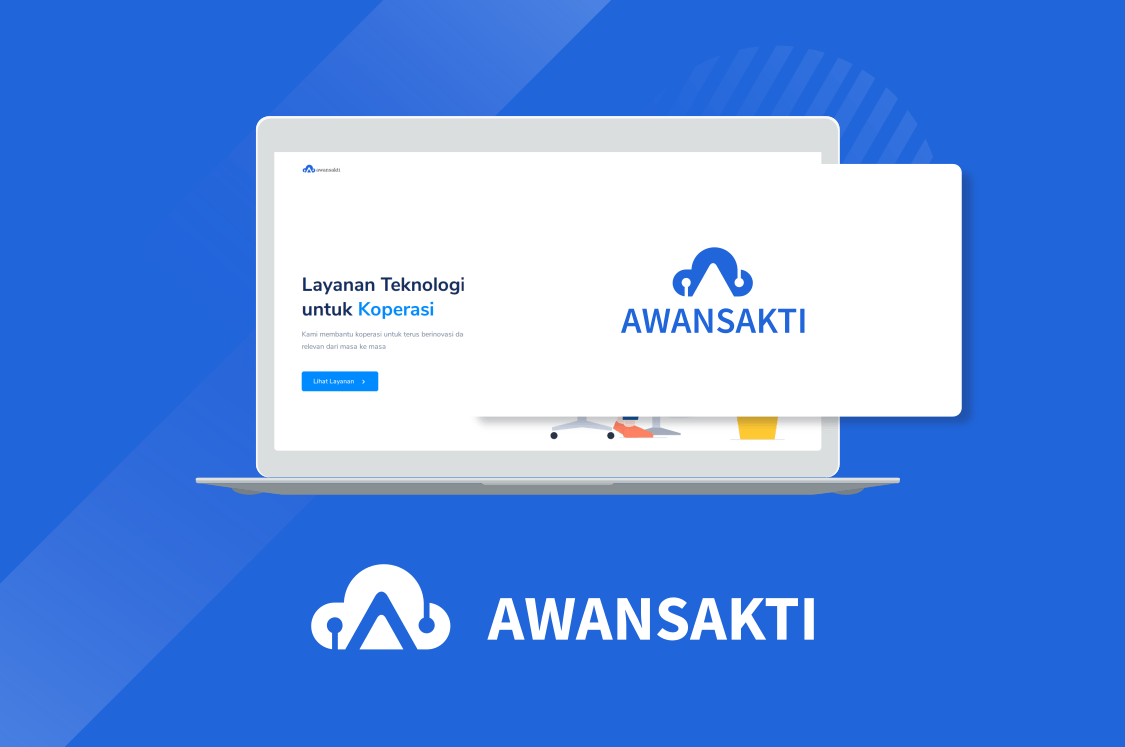 awansakti
Layanan Teknologi
untuk Koperasi
Kami membantu koperasi untuk terus berinovasi da
relevan dari masa ke masa
Lihat Layanan
AWANSAKTI
AWANSAKTI